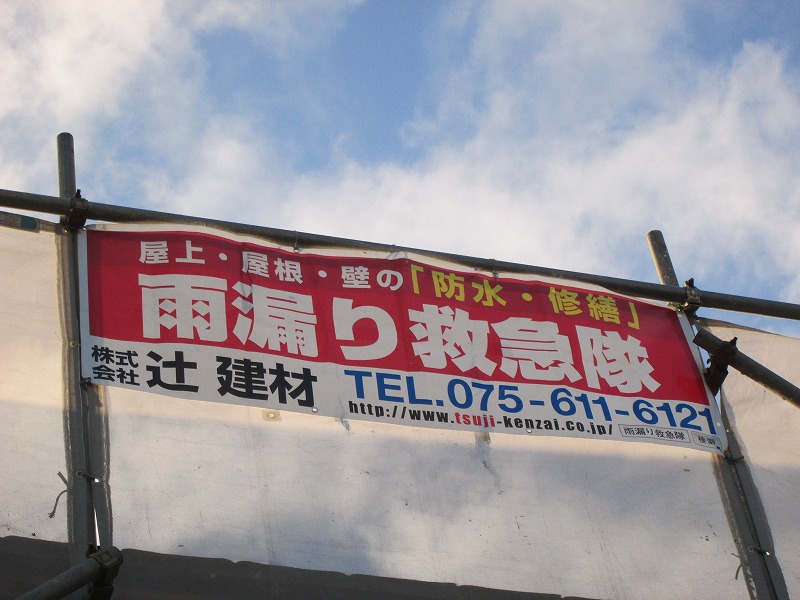 屋上・屋根・壁の「防水・修繕」
雨漏り救急隊
株式会社 辻 建材
TEL.075-611-6121
http://www.tsuji-kenzai.co.jp/ 雨漏り救急隊 検索